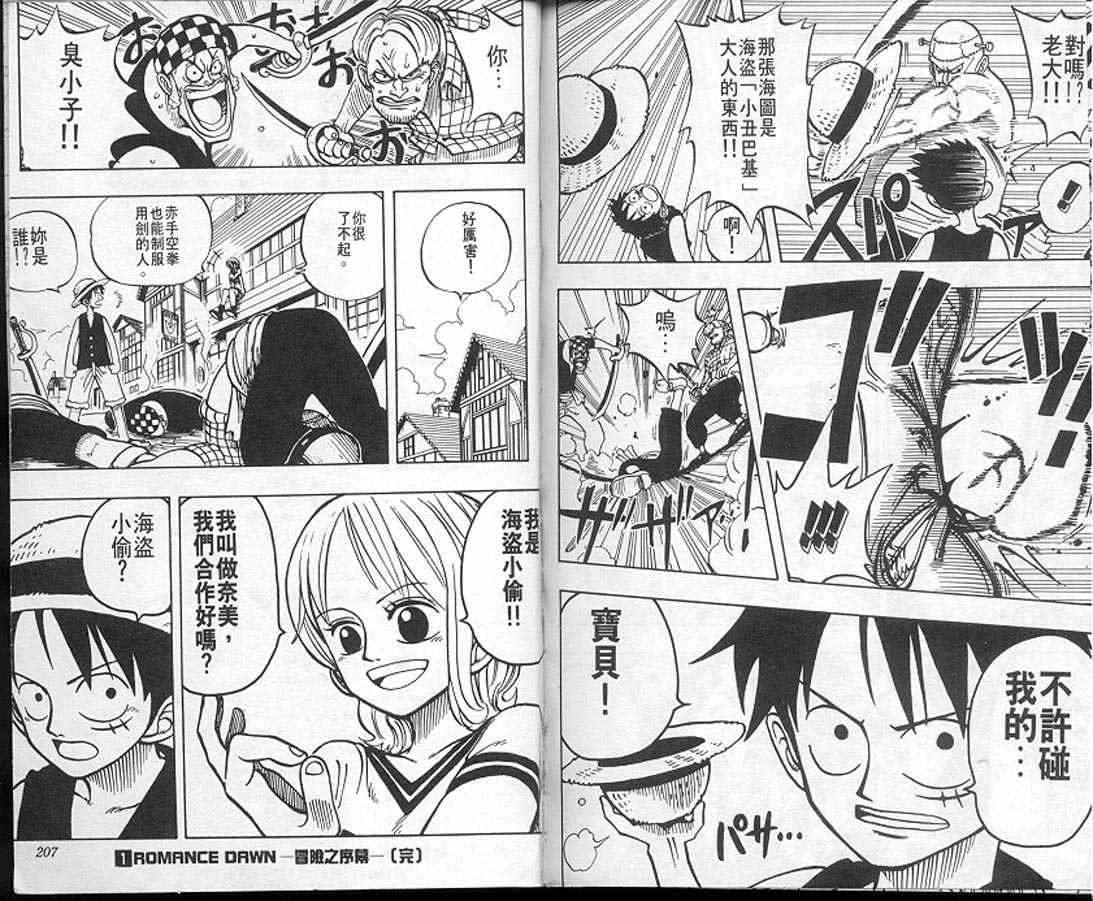 對嗎?
老大!!
!
那張海圖是
海盜「小丑巴基」
大人的東西!!
啊!
スパァ
ゴ
!!
!!!
嗚…
ズザザァ
不許碰
我的…
寶貝!
パサ…
你…
臭小子!!
おおおお
好厲害!
你很
了不起。
赤手空拳
也能制服
用劍的人。
妳是
誰!?
我是
海盜小偷!!
我叫做奈美,
我們合作好嗎?
海盜
小偷?
207
1 ROMANCE DAWN —冒險之序幕— (完)